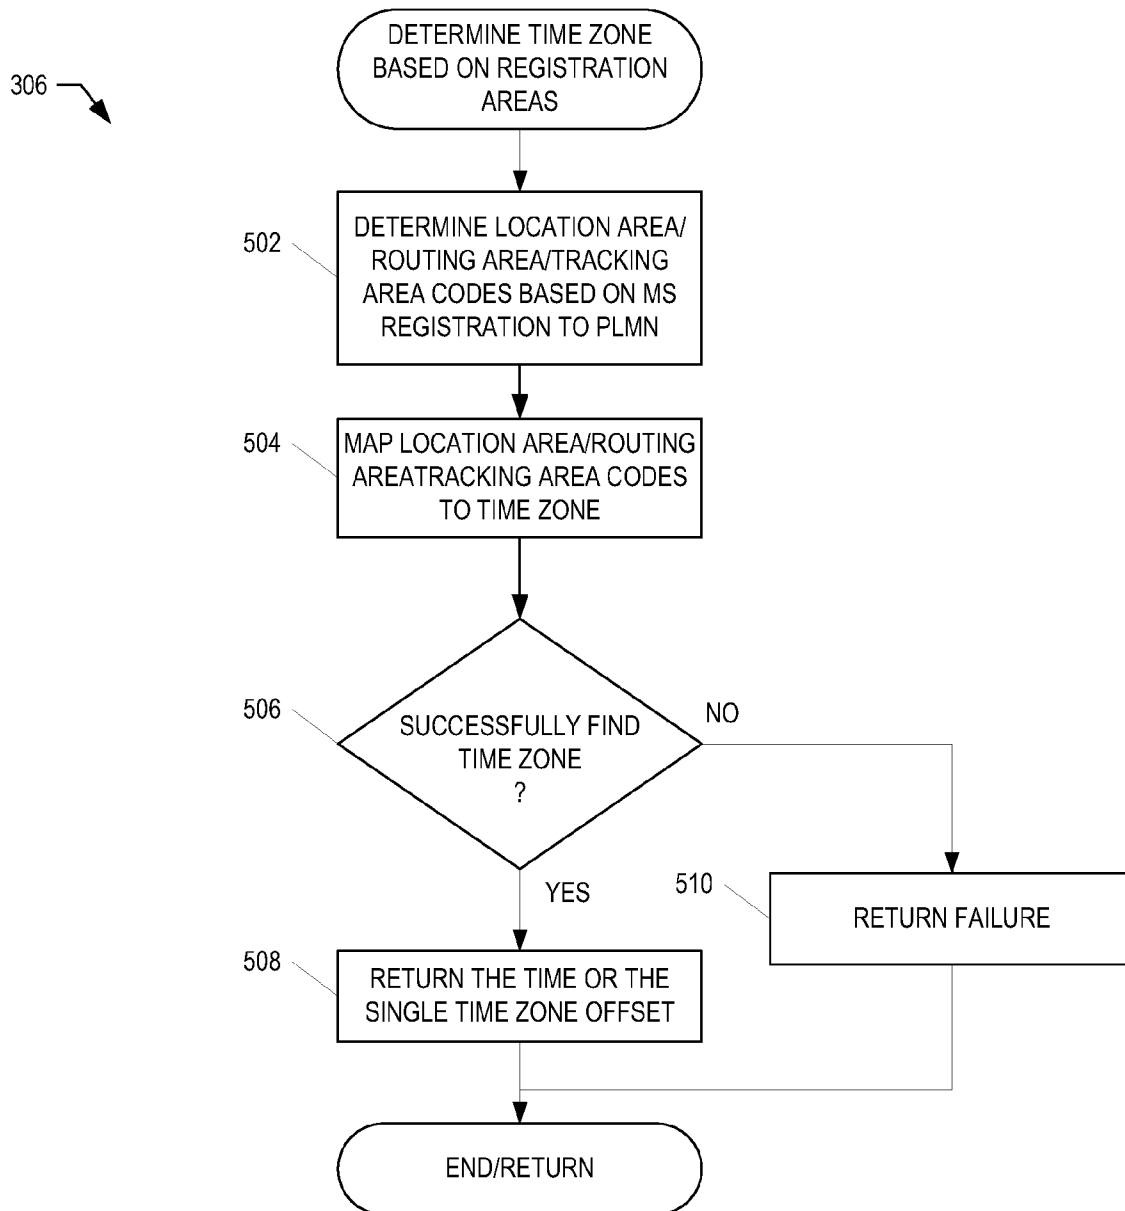 DETERMINE TIME ZONE
BASED ON REGISTRATION
AREAS
306
502
DETERMINE LOCATION AREA/
ROUTING AREA/TRACKING
AREA CODES BASED ON MS
REGISTRATION TO PLMN
504
MAP LOCATION AREA/ROUTING
AREATRACKING AREA CODES
TO TIME ZONE
506
SUCCESSFULLY FIND
TIME ZONE
?
NO
YES
510
RETURN FAILURE
508
RETURN THE TIME OR THE
SINGLE TIME ZONE OFFSET
END/RETURN